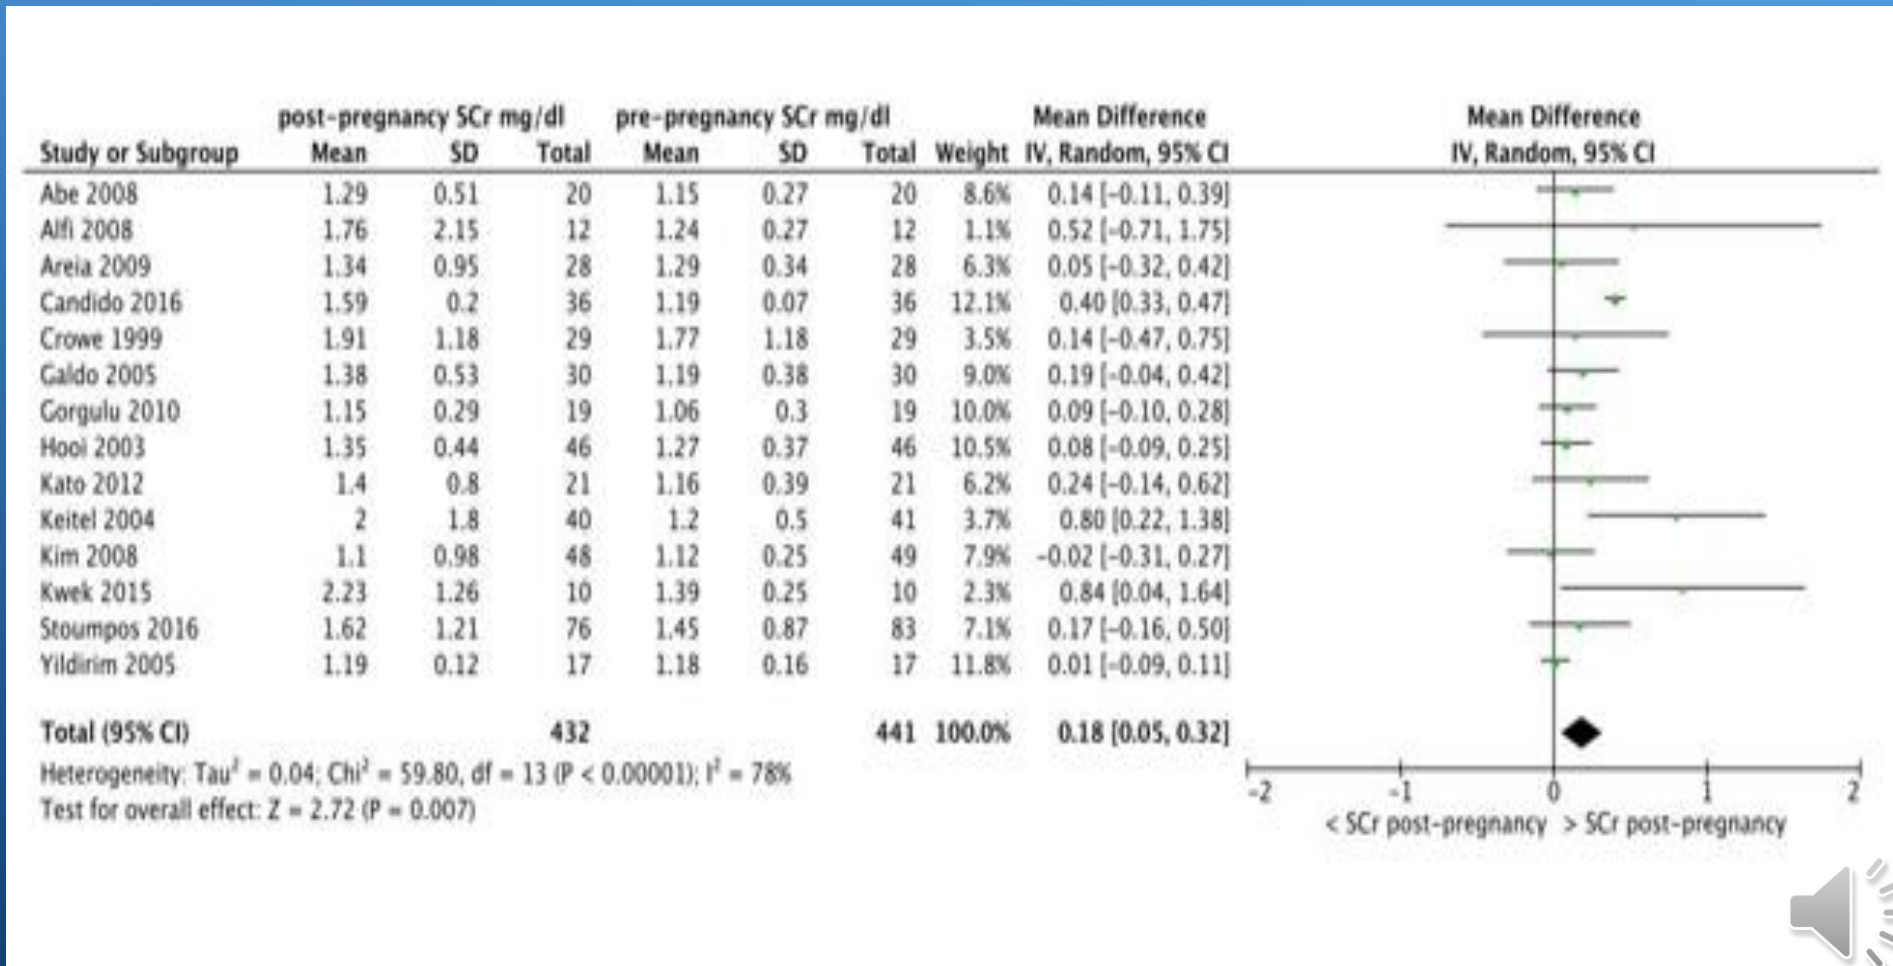 post-pregnancy SCr mg/dl pre-pregnancy SCr mg/dl Mean Difference Mean Difference
Study or Subgroup Mean SD Total Mean SD Total Weight IV, Random, 95% CI IV, Random, 95% CI
Abe 2008 1.29 0.51 20 1.15 0.27 20 8.6% 0.14 [-0.11, 0.39]
Alfi 2008 1.76 2.15 12 1.24 0.27 12 1.1% 0.52 [-0.71, 1.75]
Areia 2009 1.34 0.95 28 1.29 0.34 28 6.3% 0.05 [-0.32, 0.42]
Candido 2016 1.59 0.2 36 1.19 0.07 36 12.1% 0.40 [0.33, 0.47]
Crowe 1999 1.91 1.18 29 1.77 1.18 29 3.5% 0.14 [-0.47, 0.75]
Galdo 2005 1.38 0.53 30 1.19 0.38 30 9.0% 0.19 [-0.04, 0.42]
Gorgulu 2010 1.15 0.29 19 1.06 0.3 19 10.0% 0.09 [-0.10, 0.28]
Hooi 2003 1.35 0.44 46 1.27 0.37 46 10.5% 0.08 [-0.09, 0.25]
Kato 2012 1.4 0.8 21 1.16 0.39 21 6.2% 0.24 [-0.14, 0.62]
Keitel 2004 2 1.8 40 1.2 0.5 41 3.7% 0.80 [0.22, 1.38]
Kim 2008 1.1 0.98 48 1.12 0.25 49 7.9% -0.02 [-0.31, 0.27]
Kwek 2015 2.23 1.26 10 1.39 0.25 10 2.3% 0.84 [0.04, 1.64]
Stoumpos 2016 1.62 1.21 76 1.45 0.87 83 7.1% 0.17 [-0.16, 0.50]
Yildirim 2005 1.19 0.12 17 1.18 0.16 17 11.8% 0.01 [-0.09, 0.11]
Total (95% CI) 432 441 100.0% 0.18 [0.05, 0.32]
Heterogeneity: Tau² = 0.04; Chi² = 59.80, df = 13 (P < 0.00001); I² = 78%
Test for overall effect: Z = 2.72 (P = 0.007)
-2 -1 0 1 2
< SCr post-pregnancy > SCr post-pregnancy